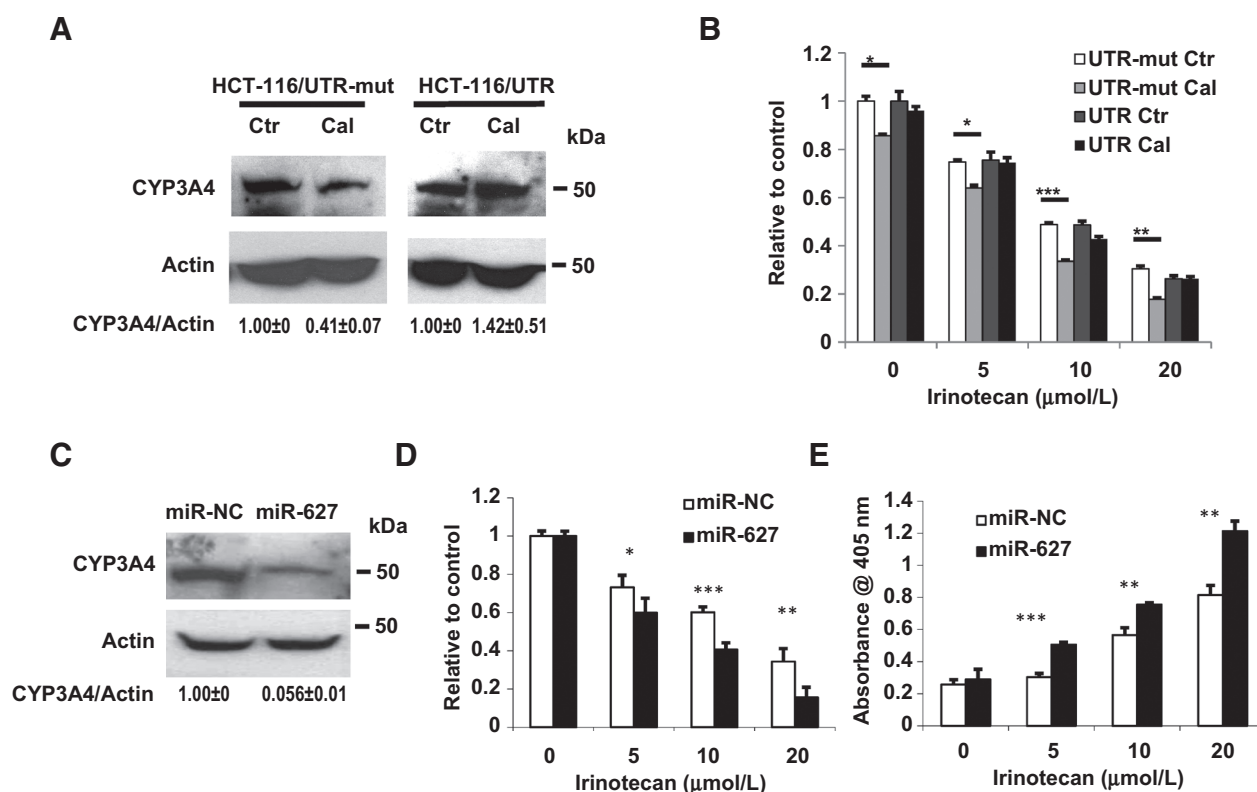 A
HCT-116/UTR-mut HCT-116/UTR
Ctr Cal Ctr Cal kDa
CYP3A4 50
Actin 50
CYP3A4/Actin 1.00±0 0.41±0.07 1.00±0 1.42±0.51
B
Relative to control
1.2
1
0.8
0.6
0.4
0.2
0
* * *** **
UTR-mut Ctr
UTR-mut Cal
UTR Ctr
UTR Cal
0 5 10 20
Irinotecan (μmol/L)
C
miR-NC miR-627 kDa
CYP3A4 50
Actin 50
CYP3A4/Actin 1.00±0 0.056±0.01
D
Relative to control
1.2
1
0.8
0.6
0.4
0.2
0
* *** **
miR-NC
miR-627
0 5 10 20
Irinotecan (μmol/L)
E
Absorbance @ 405 nm
1.4
1.2
1
0.8
0.6
0.4
0.2
0
*** ** **
miR-NC
miR-627
0 5 10 20
Irinotecan (μmol/L)